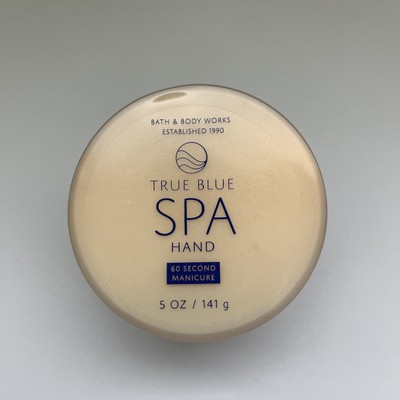 BATH & BODY WORKS
ESTABLISHED 1990
TRUE BLUE
SPA
HAND
60 SECOND
MANICURE
5 OZ / 141 g